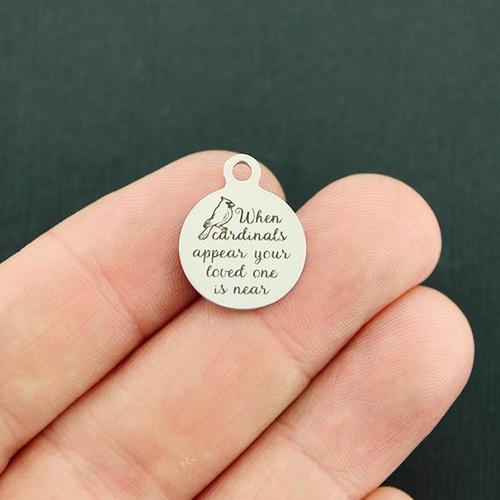 When
cardinals
appear your
loved one
is near